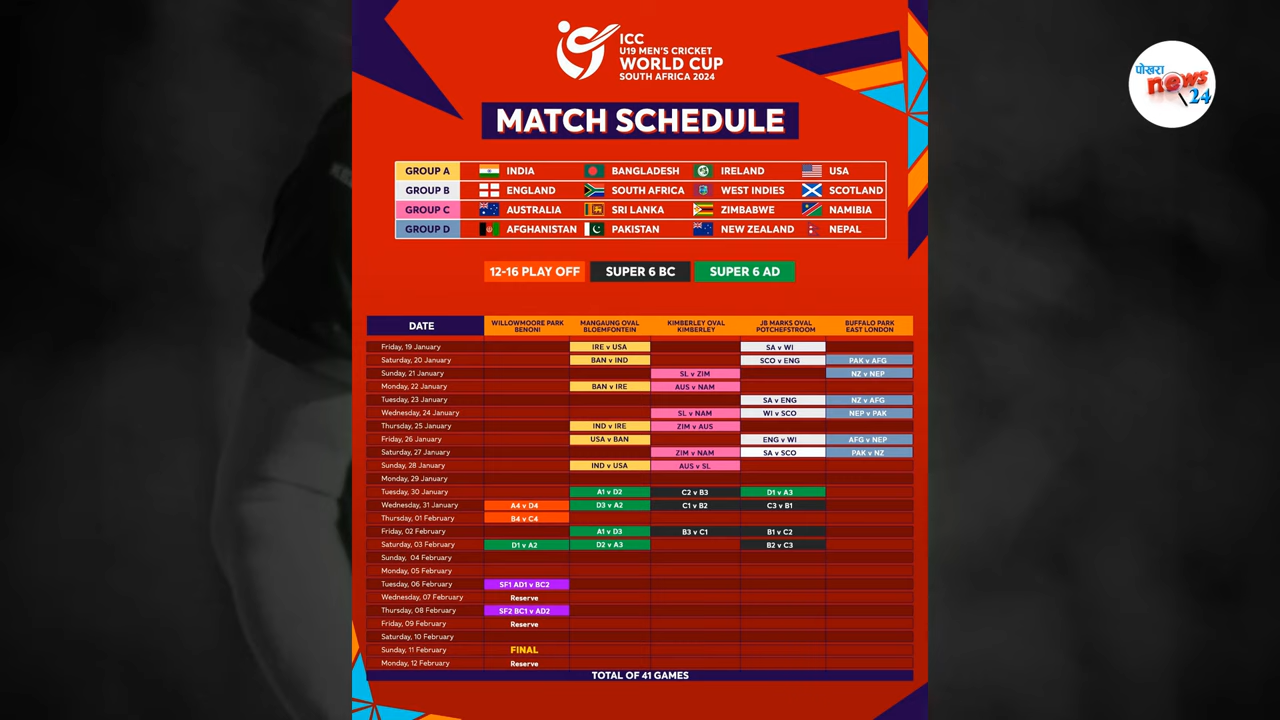 ICC
U19 MEN'S CRICKET
WORLD CUP
SOUTH AFRICA 2024
पोखरा
news
24
MATCH SCHEDULE
GROUP A INDIA BANGLADESH IRELAND USA
GROUP B ENGLAND SOUTH AFRICA WEST INDIES SCOTLAND
GROUP C AUSTRALIA SRI LANKA ZIMBABWE NAMIBIA
GROUP D AFGHANISTAN PAKISTAN NEW ZEALAND NEPAL
12-16 PLAY OFF SUPER 6 BC SUPER 6 AD
DATE WILLOWMOORE PARK BENONI MANGAUNG OVAL BLOEMFONTEIN KIMBERLEY OVAL KIMBERLEY JB MARKS OVAL POTCHEFSTROOM BUFFALO PARK EAST LONDON
Friday, 19 January IRE v USA SA v WI
Saturday, 20 January BAN v IND SCO v ENG PAK v AFG
Sunday, 21 January SL v ZIM NZ v NEP
Monday, 22 January BAN v IRE AUS v NAM
Tuesday, 23 January SA v ENG NZ v AFG
Wednesday, 24 January SL v NAM WI v SCO NEP v PAK
Thursday, 25 January IND v IRE ZIM v AUS
Friday, 26 January USA v BAN ENG v WI AFG v NEP
Saturday, 27 January ZIM v NAM SA v SCO PAK v NZ
Sunday, 28 January IND v USA AUS v SL
Monday, 29 January
Tuesday, 30 January A1 v D2 C2 v B3 D1 v A3
Wednesday, 31 January A4 v D4 D3 v A2 C1 v B2 C3 v B1
Thursday, 01 February B4 v C4
Friday, 02 February A1 v D3 B3 v C1 B1 v C2
Saturday, 03 February D1 v A2 D2 v A3 B2 v C3
Sunday, 04 February
Monday, 05 February
Tuesday, 06 February SF1 AD1 v BC2
Wednesday, 07 February Reserve
Thursday, 08 February SF2 BC1 v AD2
Friday, 09 February Reserve
Saturday, 10 February
Sunday, 11 February FINAL
Monday, 12 February Reserve
TOTAL OF 41 GAMES